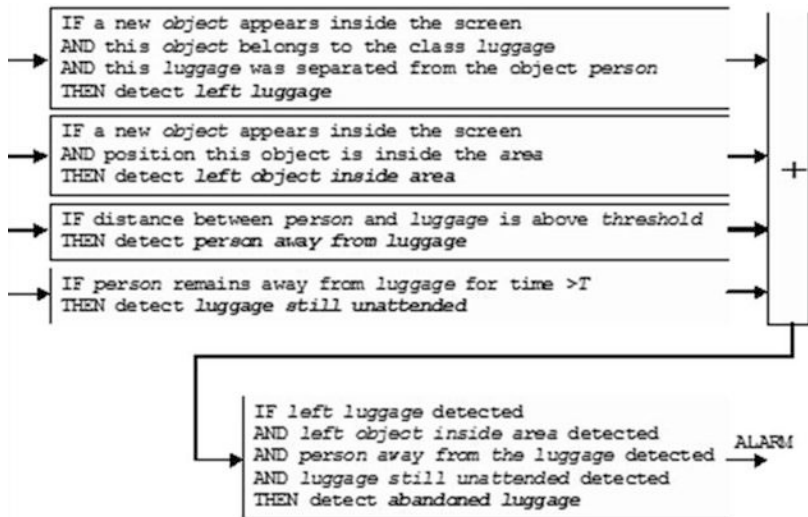 IF a new object appears inside the screen
AND this object belongs to the class luggage
AND this luggage was separated from the object person
THEN detect left luggage
IF a new object appears inside the screen
AND position this object is inside the area
THEN detect left object inside area
IF distance between person and luggage is above threshold
THEN detect person away from luggage
IF person remains away from luggage for time >T
THEN detect luggage still unattended
+
IF left luggage detected
AND left object inside area detected
AND person away from the luggage detected
AND luggage still unattended detected
THEN detect abandoned luggage
ALARM